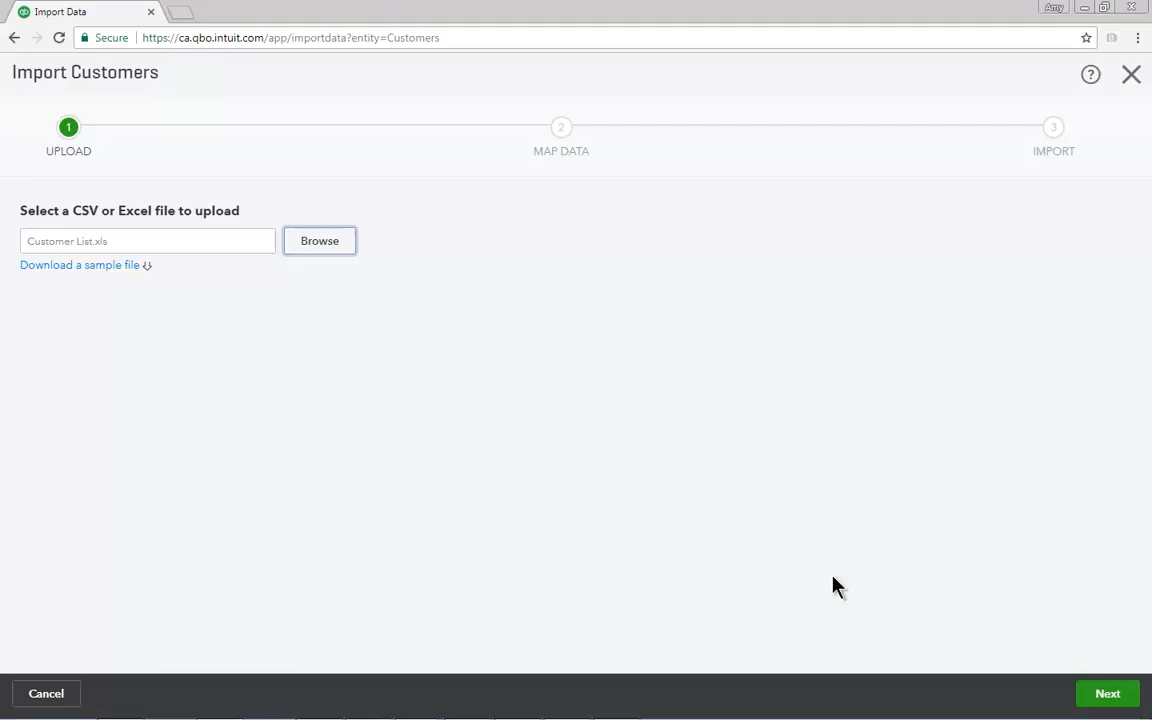 Import Data
Amy
Secure https://ca.qbo.intuit.com/app/importdata?entity=Customers
Import Customers
?
1 2 3
UPLOAD MAP DATA IMPORT
Select a CSV or Excel file to upload
Customer List.xls Browse
Download a sample file
Cancel Next